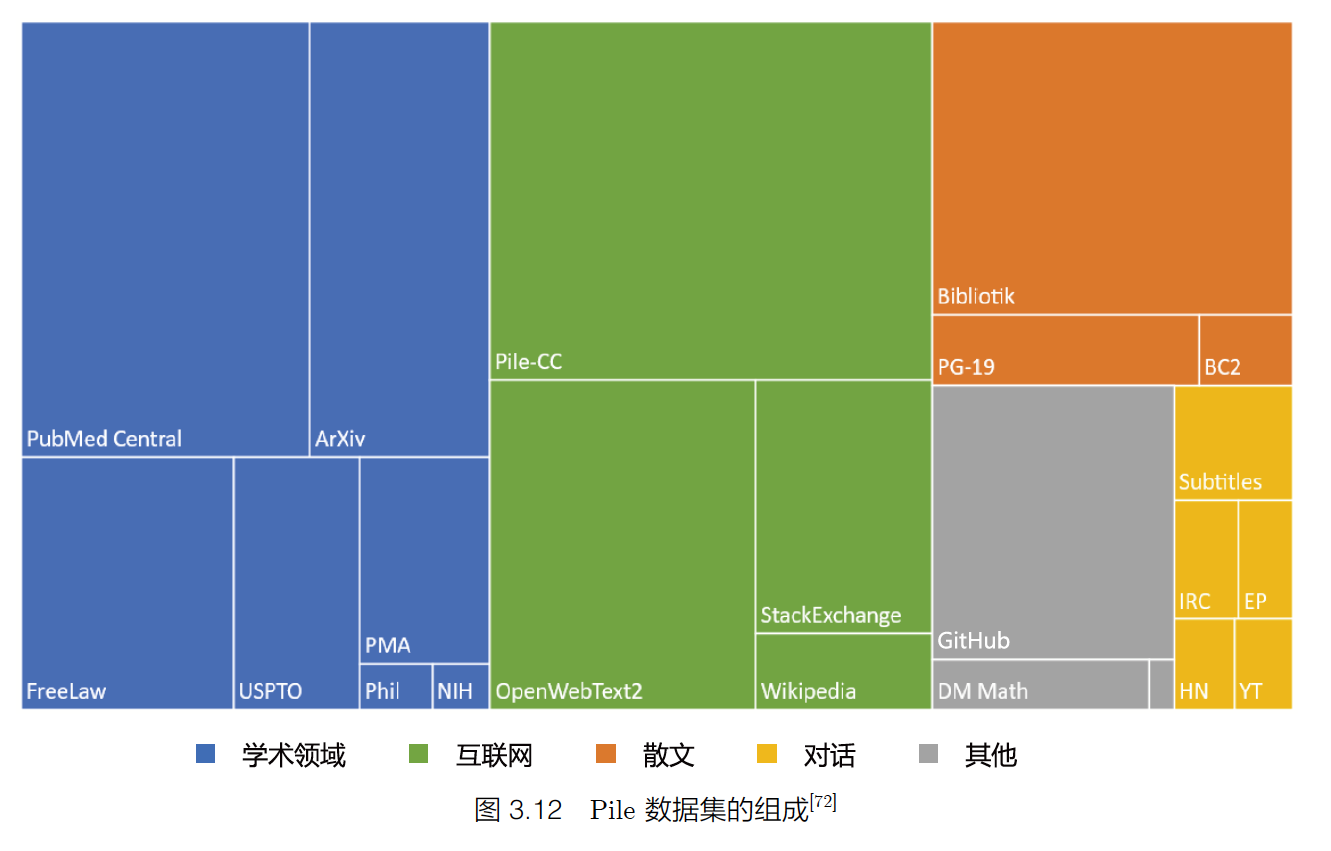 PubMed Central
ArXiv
FreeLaw
USPTO
PMA
Phil
NIH
Pile-CC
OpenWebText2
StackExchange
Wikipedia
Bibliotik
PG-19
BC2
GitHub
DM Math
Subtitles
IRC
EP
HN
YT
学术领域 互联网 散文 对话 其他
图 3.12 Pile 数据集的组成[72]